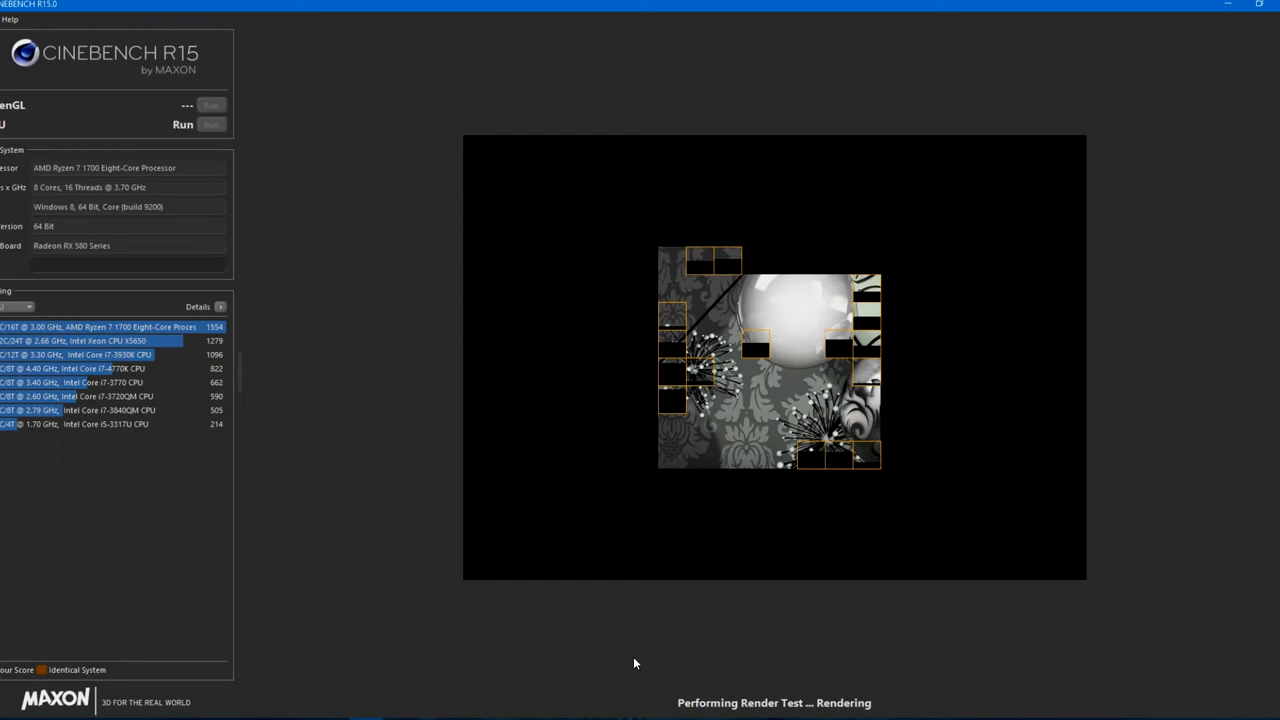 NEBENCH R15.0
Help
CINEBENCH R15
by MAXON
enGL --- Run
U Run Run
System
essor AMD Ryzen 7 1700 Eight-Core Processor
s x GHz 8 Cores, 16 Threads @ 3.70 GHz
Windows 8, 64 Bit, Core (build 9200)
ersion 64 Bit
Board Radeon RX 580 Series
ing
U Details
C/16T @ 3.00 GHz, AMD Ryzen 7 1700 Eight-Core Proces 1554
2C/24T @ 2.66 GHz, Intel Xeon CPU X5650 1279
C/12T @ 3.30 GHz, Intel Core i7-3930K CPU 1096
C/8T @ 4.40 GHz, Intel Core i7-4770K CPU 822
C/8T @ 3.40 GHz, Intel Core i7-3770 CPU 662
C/8T @ 2.60 GHz, Intel Core i7-3720QM CPU 590
C/8T @ 2.79 GHz, Intel Core i7-3840QM CPU 505
C/4T @ 1.70 GHz, Intel Core i5-3317U CPU 214
our Score Identical System
MAXON 3D FOR THE REAL WORLD
Performing Render Test ... Rendering